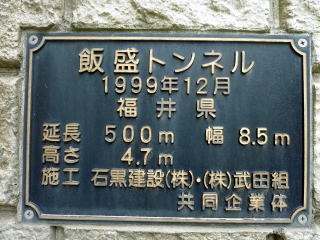 飯盛トンネル
1999年12月
福井県
延長 500m 幅 8.5m
高さ 4.7m
施工 石黒建設(株)・(株)武田組
共同企業体